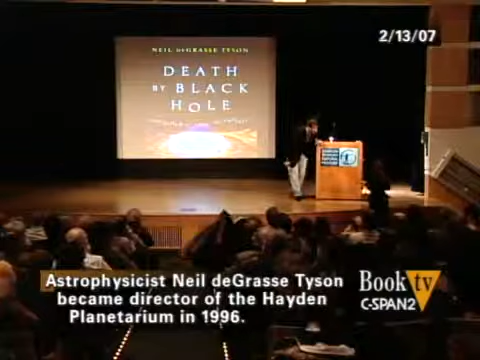 2/13/07
NEIL deGRASSE TYSON
DEATH
BY BLACK
HOLE
Astrophysicist Neil deGrasse Tyson
became director of the Hayden
Planetarium in 1996.
Book tv
C-SPAN2